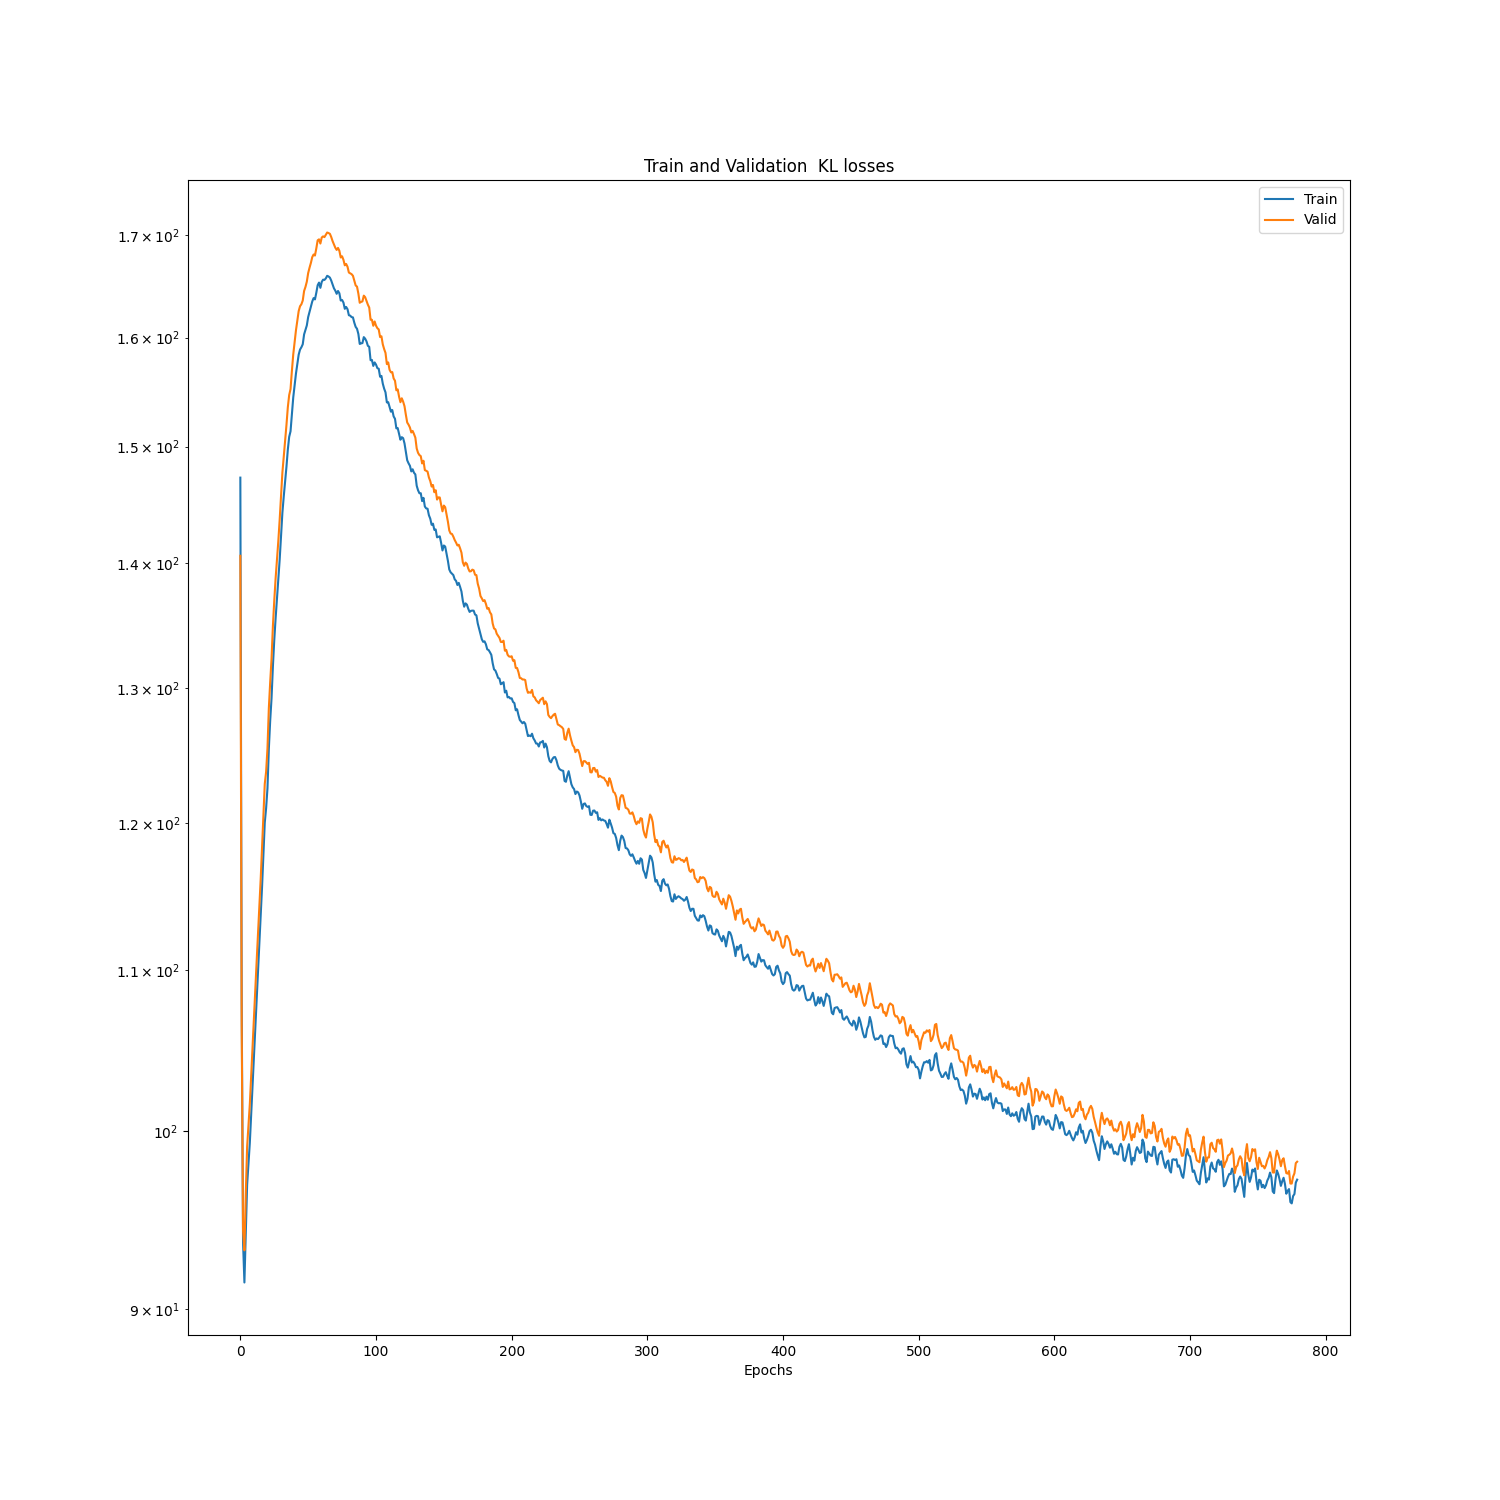 Train and Validation  KL losses
Train
Valid
1.7 × 10²
1.6 × 10²
1.5 × 10²
1.4 × 10²
1.3 × 10²
1.2 × 10²
1.1 × 10²
10²
9 × 10¹
0 100 200 300 400 500 600 700 800
Epochs